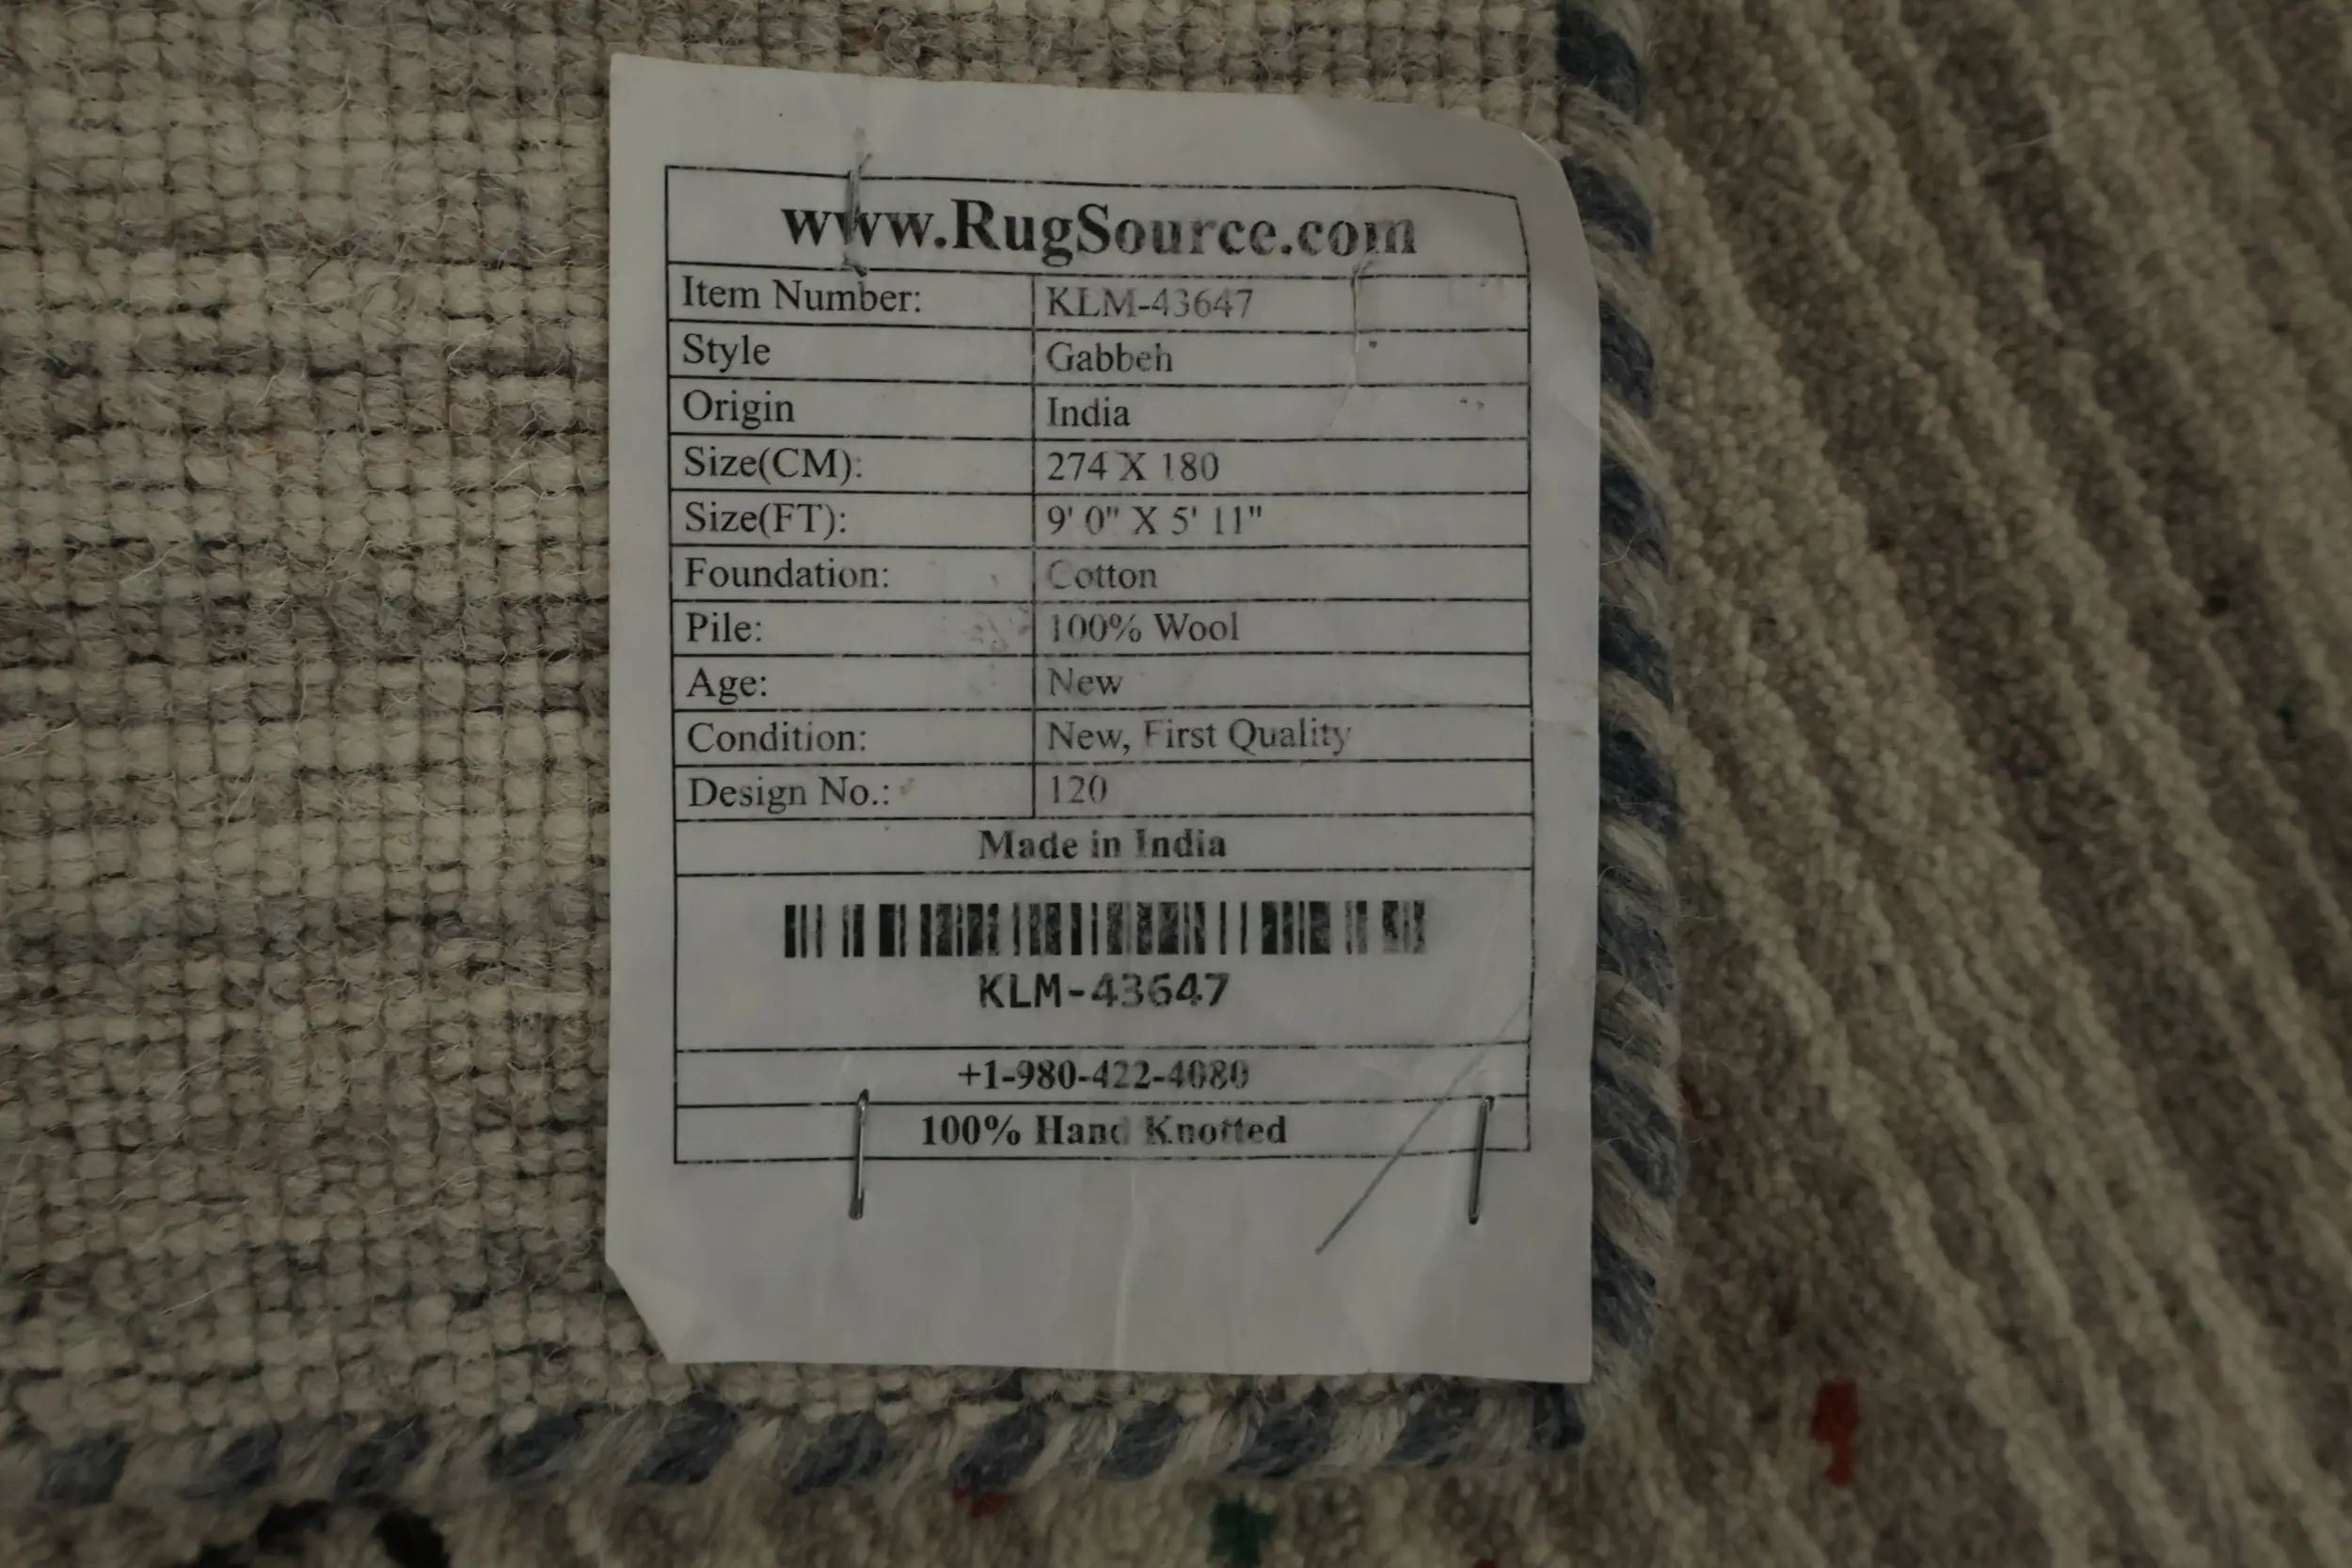 www.RugSource.com
Item Number: KLM-43647
Style Gabbeh
Origin India
Size(CM): 274 X 180
Size(FT): 9' 0" X 5' 11"
Foundation: Cotton
Pile: 100% Wool
Age: New
Condition: New, First Quality
Design No.: 120
Made in India
KLM-43647
+1-980-422-4080
100% Hand Knotted